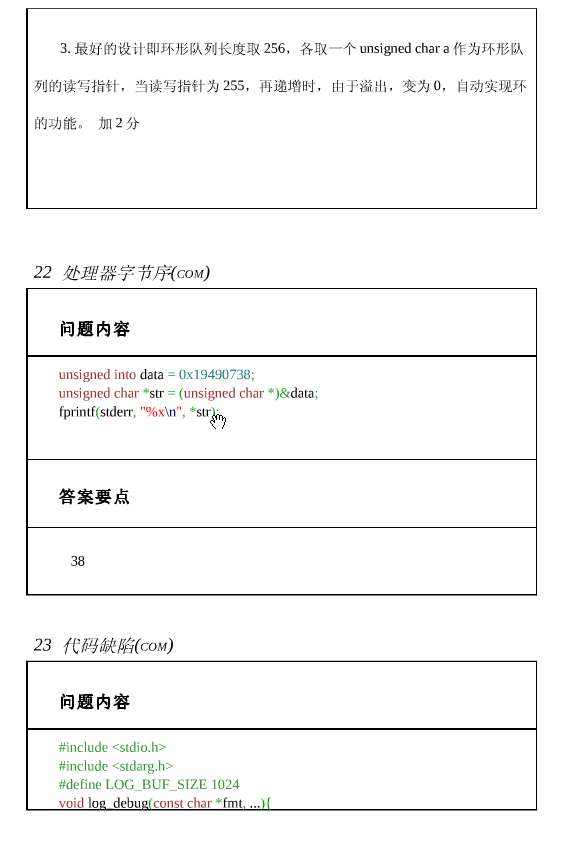 3. 最好的设计即环形队列长度取 256，各取一个 unsigned char a 作为环形队
列的读写指针，当读写指针为 255，再递增时，由于溢出，变为 0，自动实现环
的功能。 加 2 分
22 处理器字节序(COM)
问题内容
unsigned into data = 0x19490738;
unsigned char *str = (unsigned char *)&data;
fprintf(stderr, "%x\n", *str);
答案要点
38
23 代码缺陷(COM)
问题内容
#include <stdio.h>
#include <stdarg.h>
#define LOG_BUF_SIZE 1024
void log_debug(const char *fmt, ...){